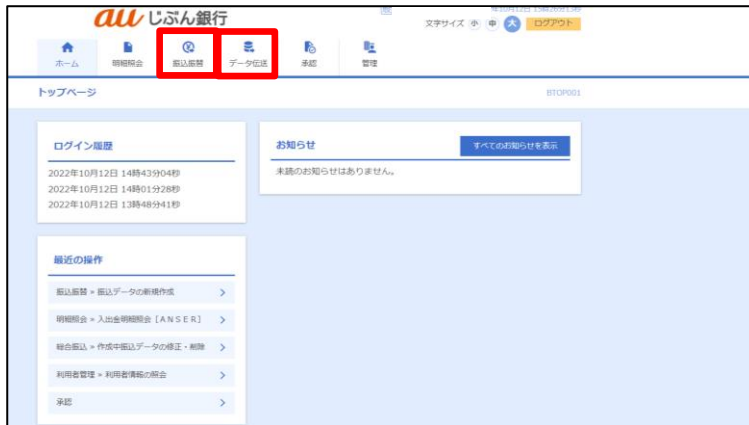 au じぶん銀行
文字サイズ 小 中 大 ログアウト
ホーム 明細照会 振込振替 データ伝送 承認 管理
トップページ BTOP001
ログイン履歴
2022年10月12日 14時43分04秒
2022年10月12日 14時01分28秒
2022年10月12日 13時48分41秒
お知らせ すべてのお知らせを表示
未読のお知らせはありません。
最近の操作
振込振替 » 振込データの新規作成
明細照会 » 入出金明細照会［ANSER］
総合振込 » 作成中振込データの修正・削除
利用者管理 » 利用者情報の照会
承認